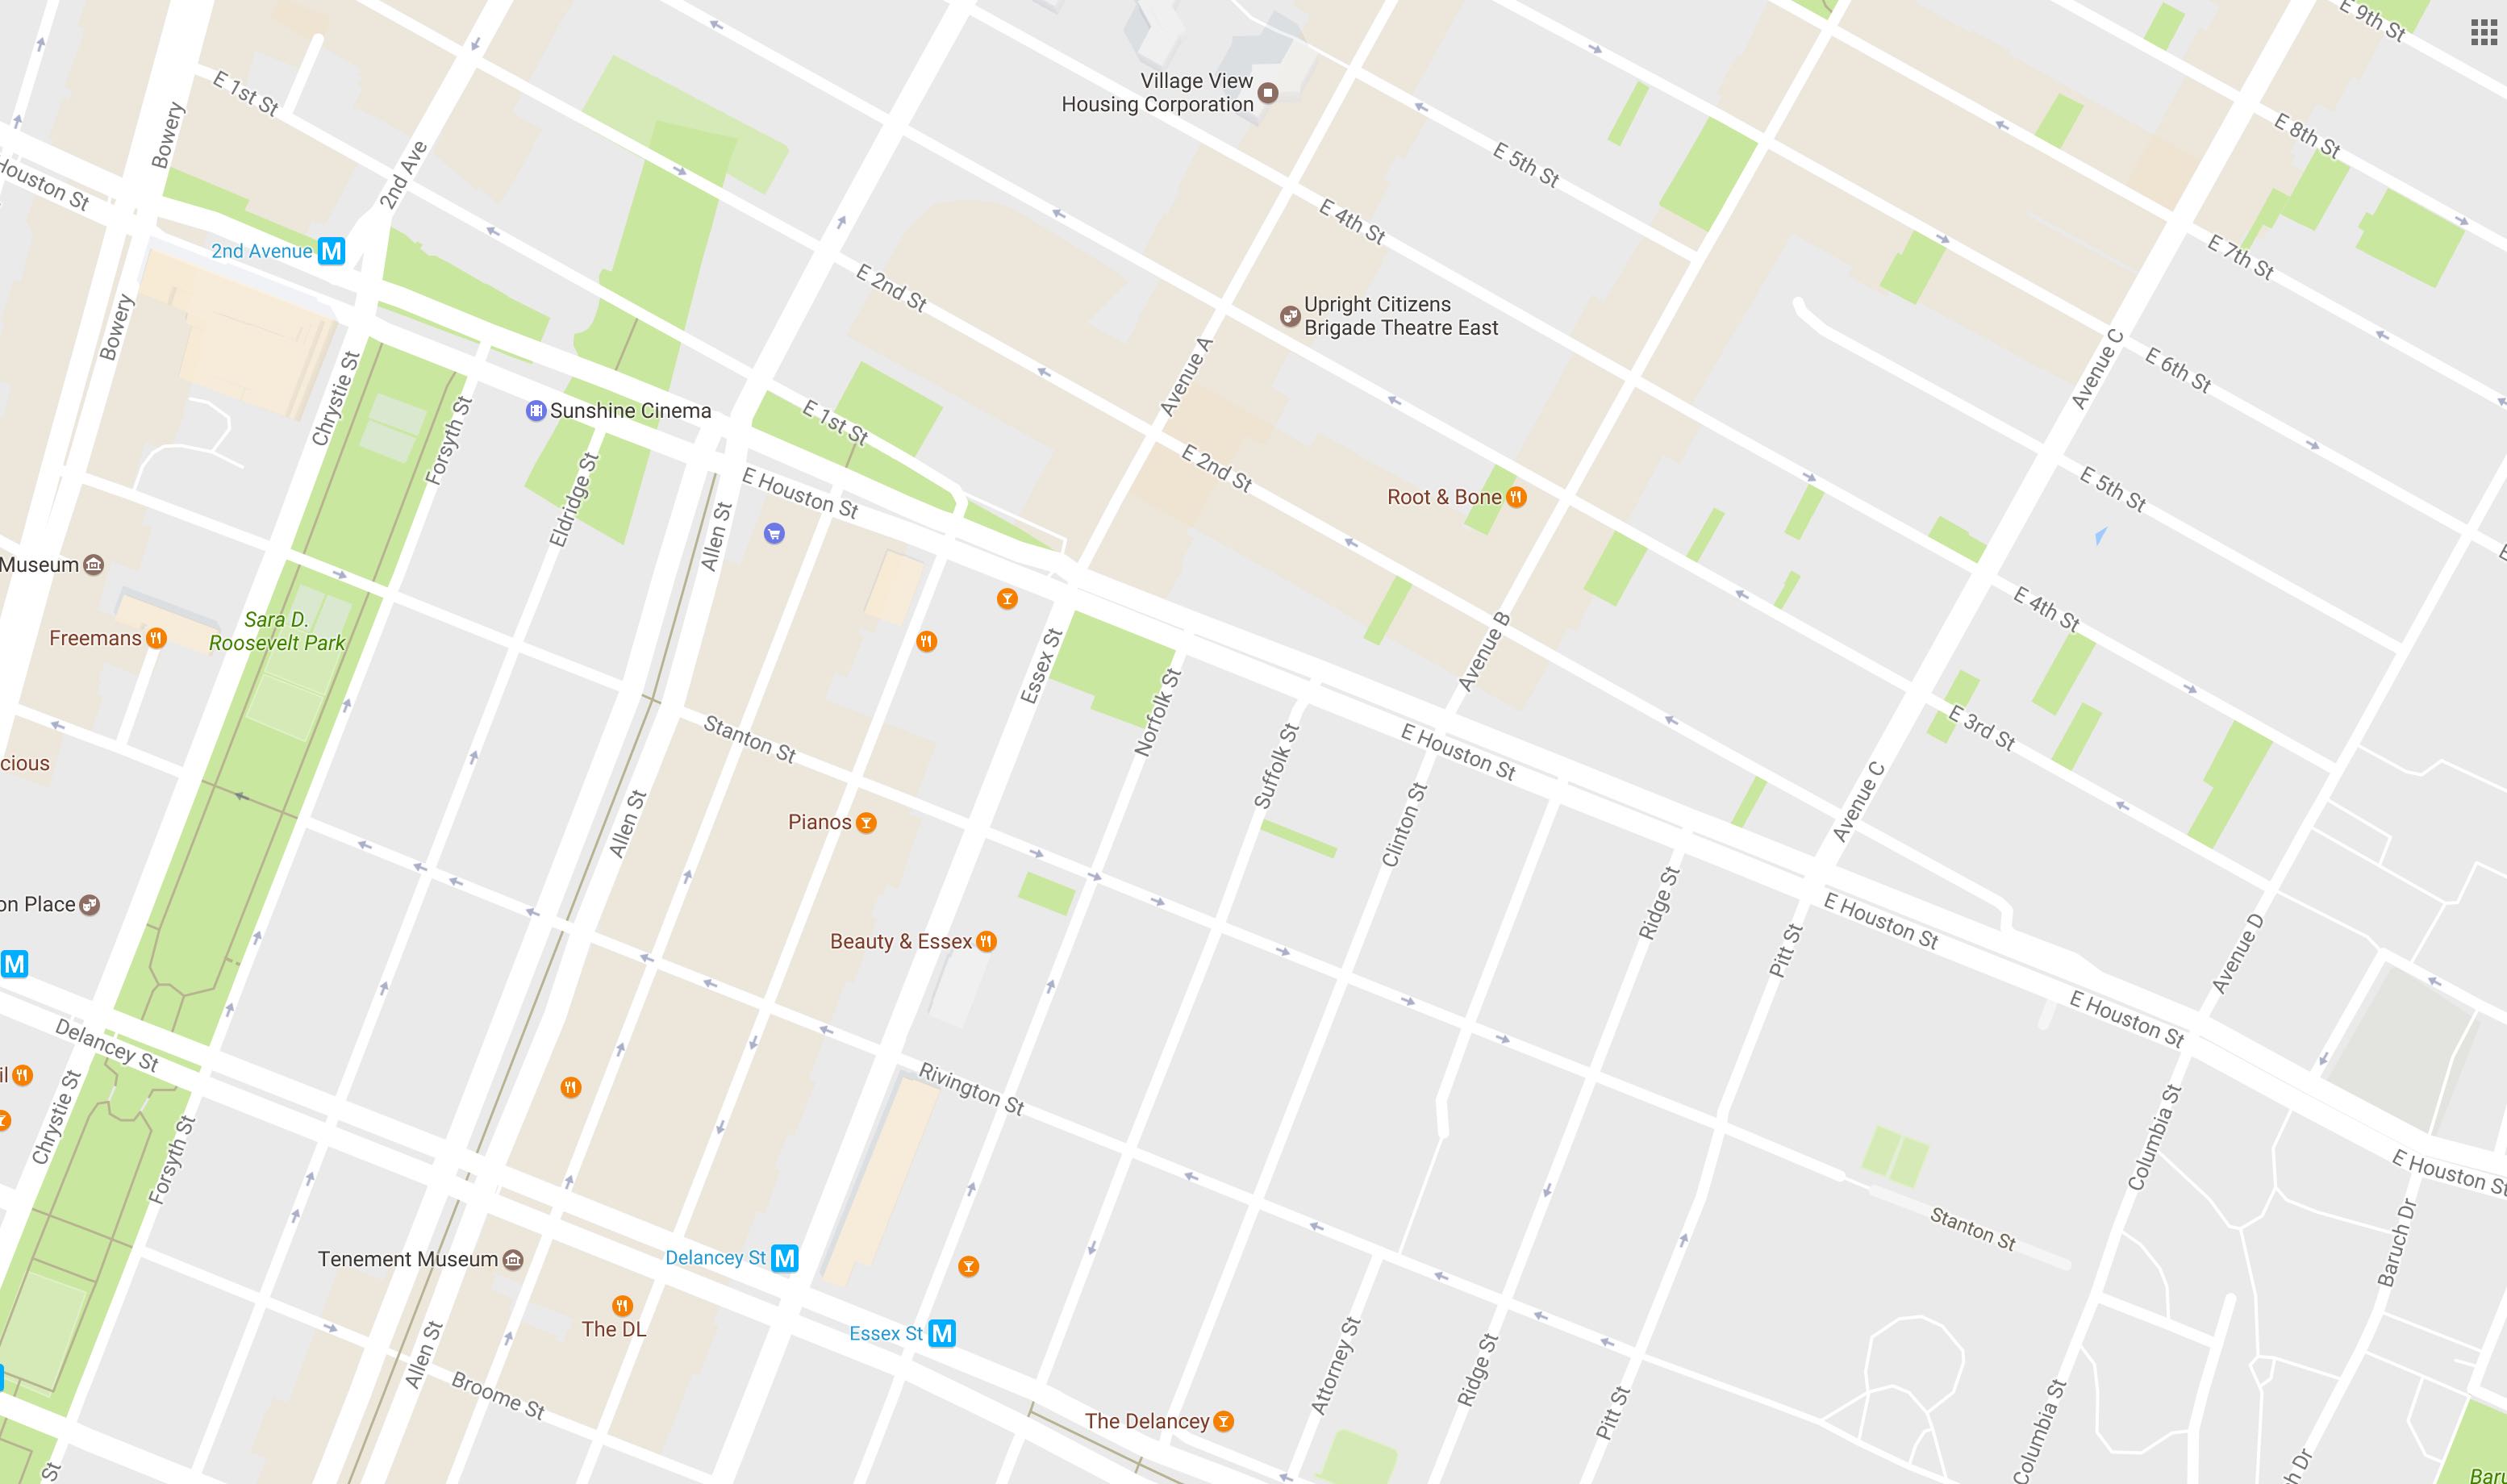 E 9th St
E 1st St
Village View
Housing Corporation
Bowery
E 8th St
E 5th St
Houston St
2nd Ave
E 4th St
2nd Avenue
M
E 7th St
E 2nd St
Bowery
Upright Citizens
Brigade Theatre East
Avenue A
Avenue C
E 6th St
Chrystie St
Forsyth St
Sunshine Cinema
E 1st St
E 2nd St
E 5th St
Eldridge St
E Houston St
Root & Bone
Allen St
Museum
Sara D.
Roosevelt Park
Freemans
E 4th St
Essex St
Avenue B
Norfolk St
E 3rd St
Stanton St
Suffolk St
E Houston St
cious
Clinton St
Avenue C
Allen St
Pianos
on Place
Ridge St
E Houston St
Beauty & Essex
Pitt St
Avenue D
M
Delancey St
E Houston St
il
Rivington St
Chrystie St
Forsyth St
Columbia St
E Houston St
Stanton St
Baruch Dr
Tenement Museum
Delancey St
M
The DL
Essex St
M
Allen St
Attorney St
Ridge St
Broome St
Pitt St
The Delancey
Columbia St
St
h Dr
Baru